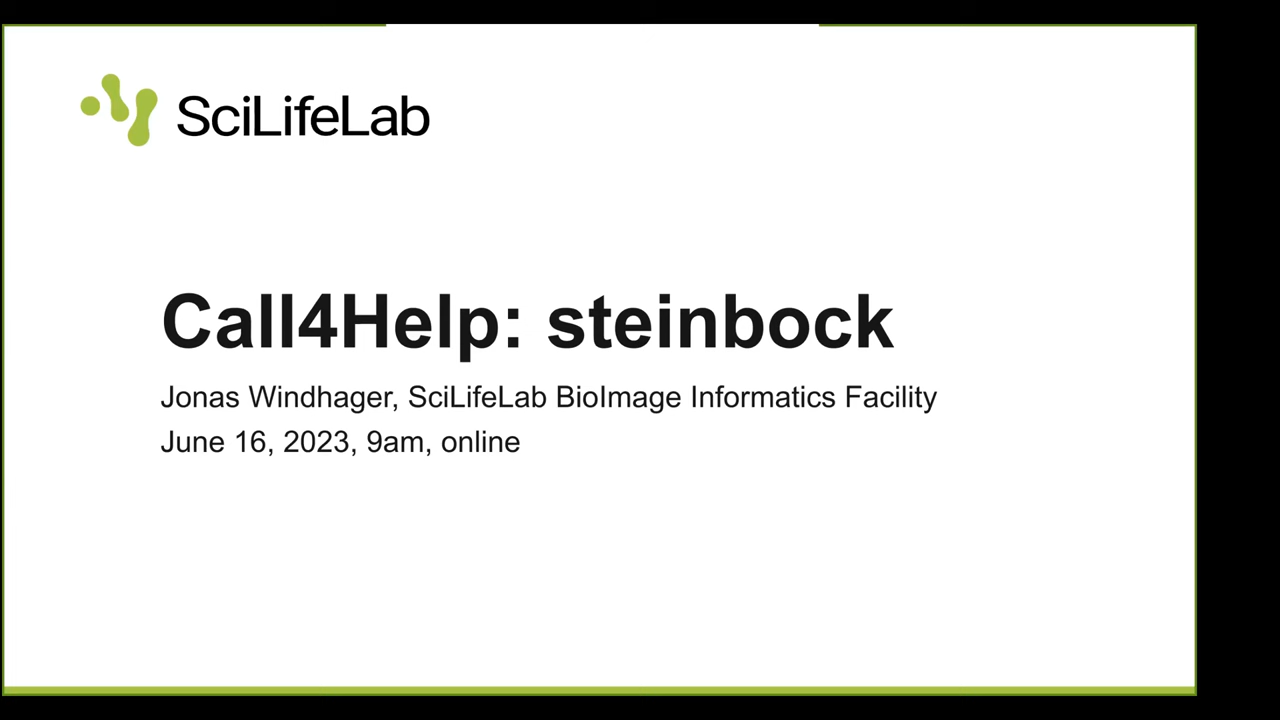 SciLifeLab
Call4Help: steinbock
Jonas Windhager, SciLifeLab BioImage Informatics Facility
June 16, 2023, 9am, online